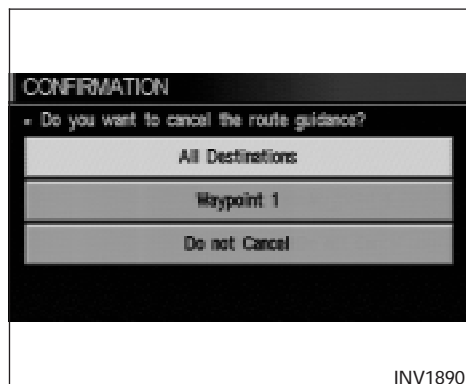 CONFIRMATION
Do you want to cancel the route guidance?
All Destinations
Waypoint 1
Do not Cancel
INV1890